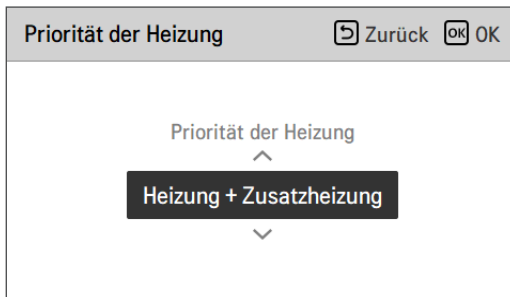 Priorität der Heizung Zurück OK OK
Priorität der Heizung
Heizung + Zusatzheizung